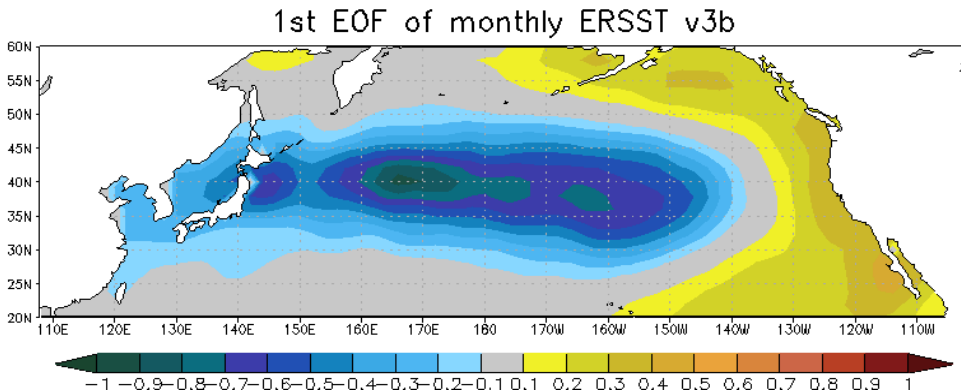 1st EOF of monthly ERSST v3b
60N
55N
50N
45N
40N
35N
30N
25N
20N
110E 120E 130E 140E 150E 160E 170E 180 170W 160W 150W 140W 130W 120W 110W
-1 -0.9 -0.8 -0.7 -0.6 -0.5 -0.4 -0.3 -0.2 -0.1 0.1 0.2 0.3 0.4 0.5 0.6 0.7 0.8 0.9